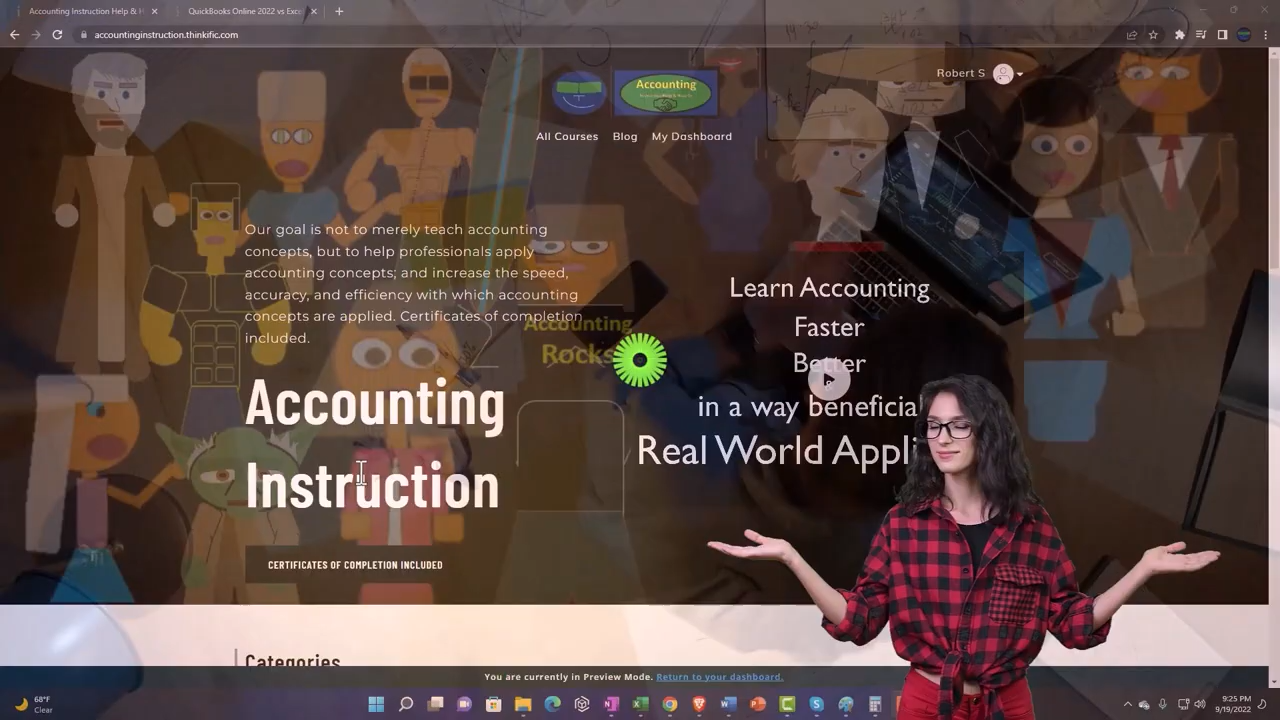 Accounting Instruction Help & H
QuickBooks Online 2022 vs Exce
accountinginstruction.thinkific.com
Robert S
Accounting
All Courses
Blog
My Dashboard
Our goal is not to merely teach accounting
concepts, but to help professionals apply
accounting concepts; and increase the speed,
accuracy, and efficiency with which accounting
concepts are applied. Certificates of completion
included.
Accounting
Rocks
Learn Accounting
Faster
Better
in a way beneficial
Real World Appli
Accounting
Instruction
CERTIFICATES OF COMPLETION INCLUDED
Categories
You are currently in Preview Mode. Return to your dashboard.
68°F
Clear
9:25 PM
9/19/2022